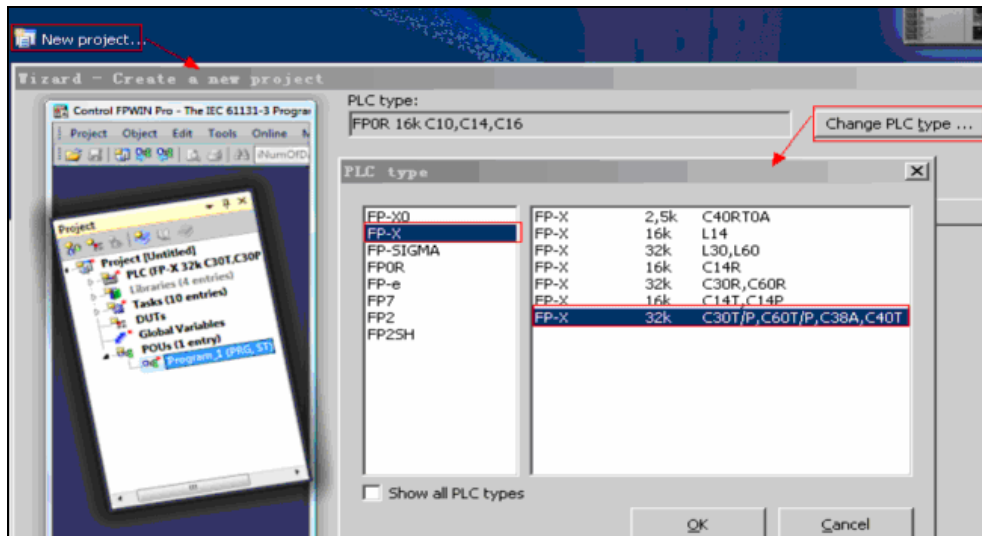 New project...
Wizard - Create a new project
Control FPWIN Pro - The IEC 61131-3 Progra
Project Object Edit Tools Online
iNumOfD
Project
Project [Untitled]
PLC (FP-X 32k C30T,C30P
Libraries (4 entries)
Tasks (10 entries)
DUTs
Global Variables
POUs (1 entry)
Program_1 (PRG, ST)
PLC type:
FP0R 16k C10,C14,C16
Change PLC type ...
PLC type
FP-X0
FP-X
FP-SIGMA
FP0R
FP-e
FP7
FP2
FP2SH
FP-X 2,5k C40RT0A
FP-X 16k L14
FP-X 32k L30,L60
FP-X 16k C14R
FP-X 32k C30R,C60R
FP-X 16k C14T,C14P
FP-X 32k C30T/P,C60T/P,C38A,C40T
Show all PLC types
OK
Cancel